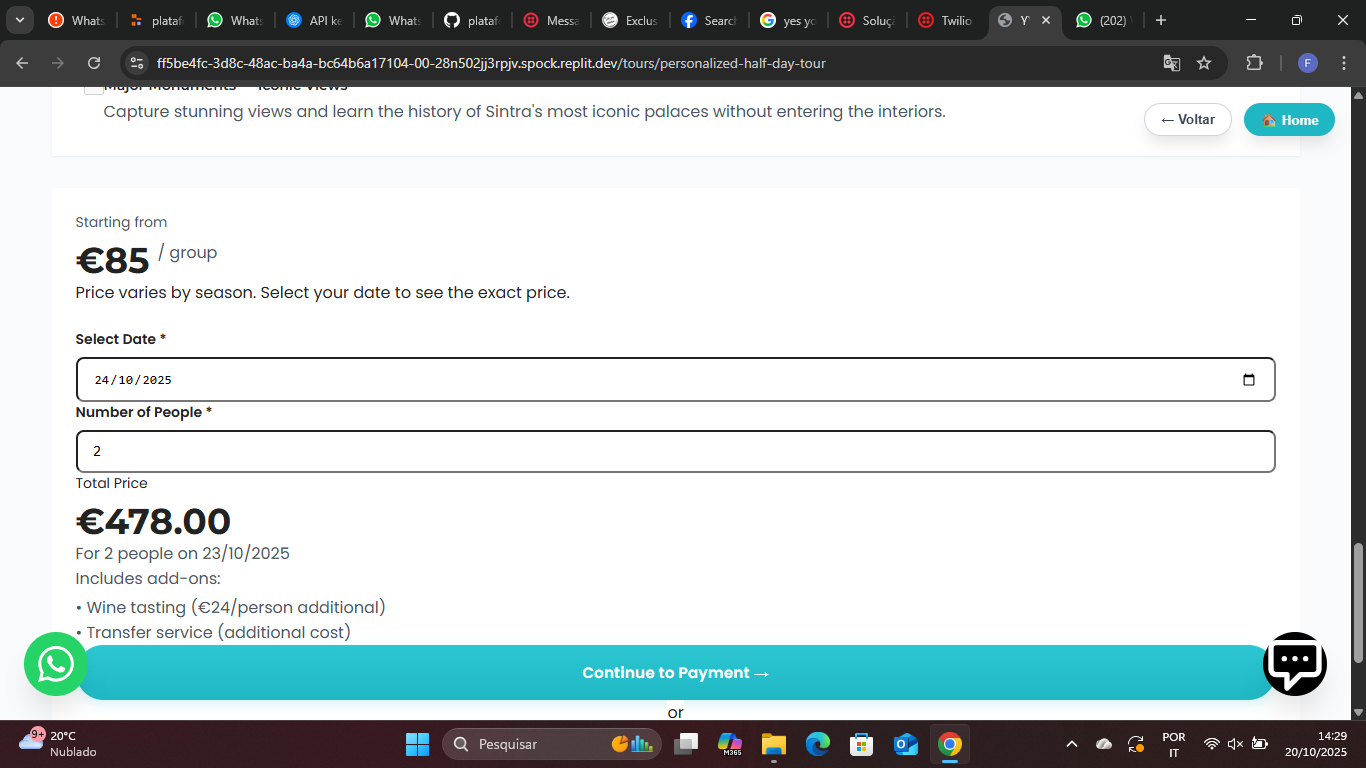 Whats
plataf
Whats
API ke
Whats
plataf
Messa
Exclus
Search
yes yo
Soluçã
Twilio
Y
(202)
ff5be4fc-3d8c-48ac-ba4a-bc64b6a17104-00-28n502jj3rpjv.spock.replit.dev/tours/personalized-half-day-tour
F
Capture stunning views and learn the history of Sintra's most iconic palaces without entering the interiors.
← Voltar
Home
Starting from
€85 / group
Price varies by season. Select your date to see the exact price.
Select Date *
24/10/2025
Number of People *
2
Total Price
€478.00
For 2 people on 23/10/2025
Includes add-ons:
• Wine tasting (€24/person additional)
• Transfer service (additional cost)
Continue to Payment →
or
9+
20°C
Nublado
Pesquisar
M365
POR
IT
14:29
20/10/2025